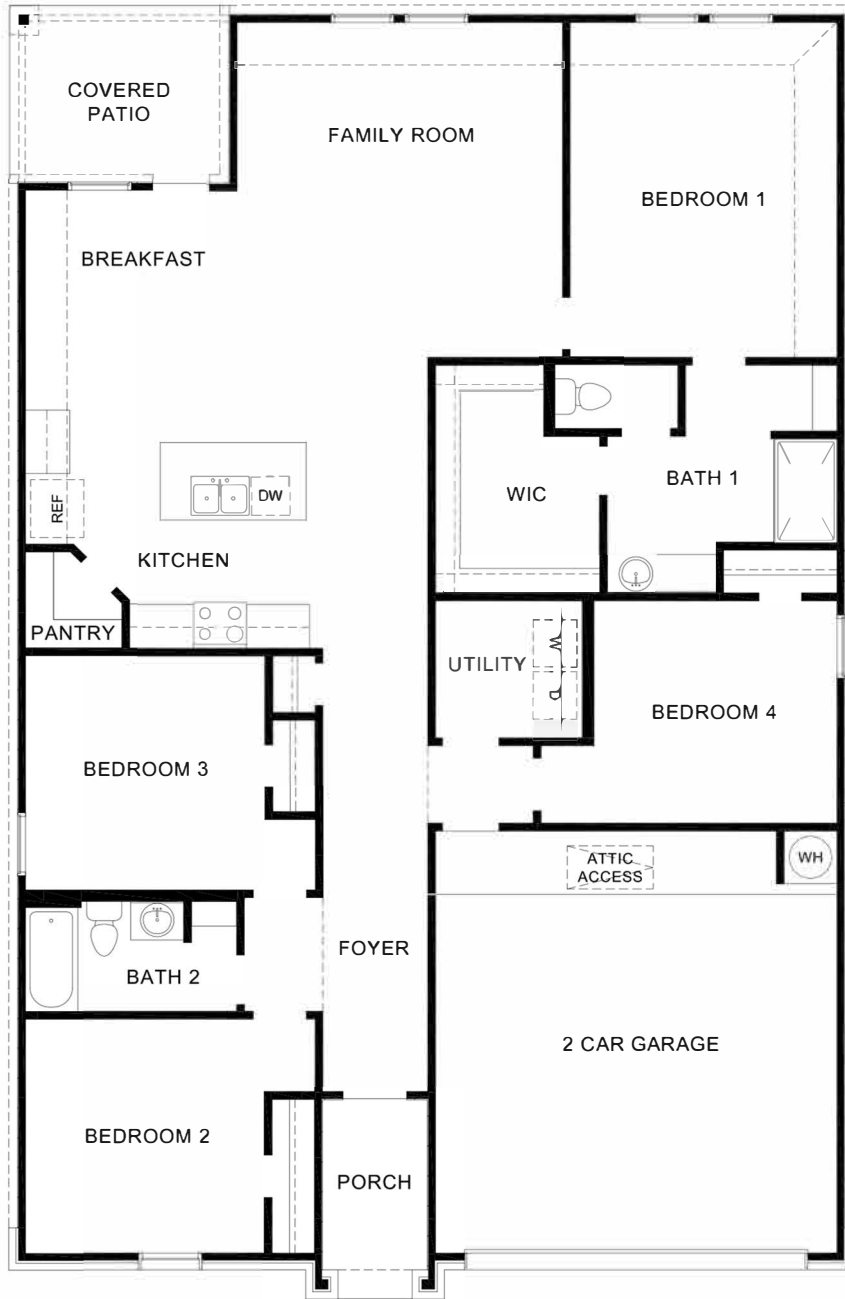 COVERED
PATIO
FAMILY ROOM
BEDROOM 1
BREAKFAST
REF
DW
WIC
BATH 1
KITCHEN
PANTRY
UTILITY
W
D
BEDROOM 4
BEDROOM 3
ATTIC
ACCESS
WH
FOYER
BATH 2
2 CAR GARAGE
BEDROOM 2
PORCH